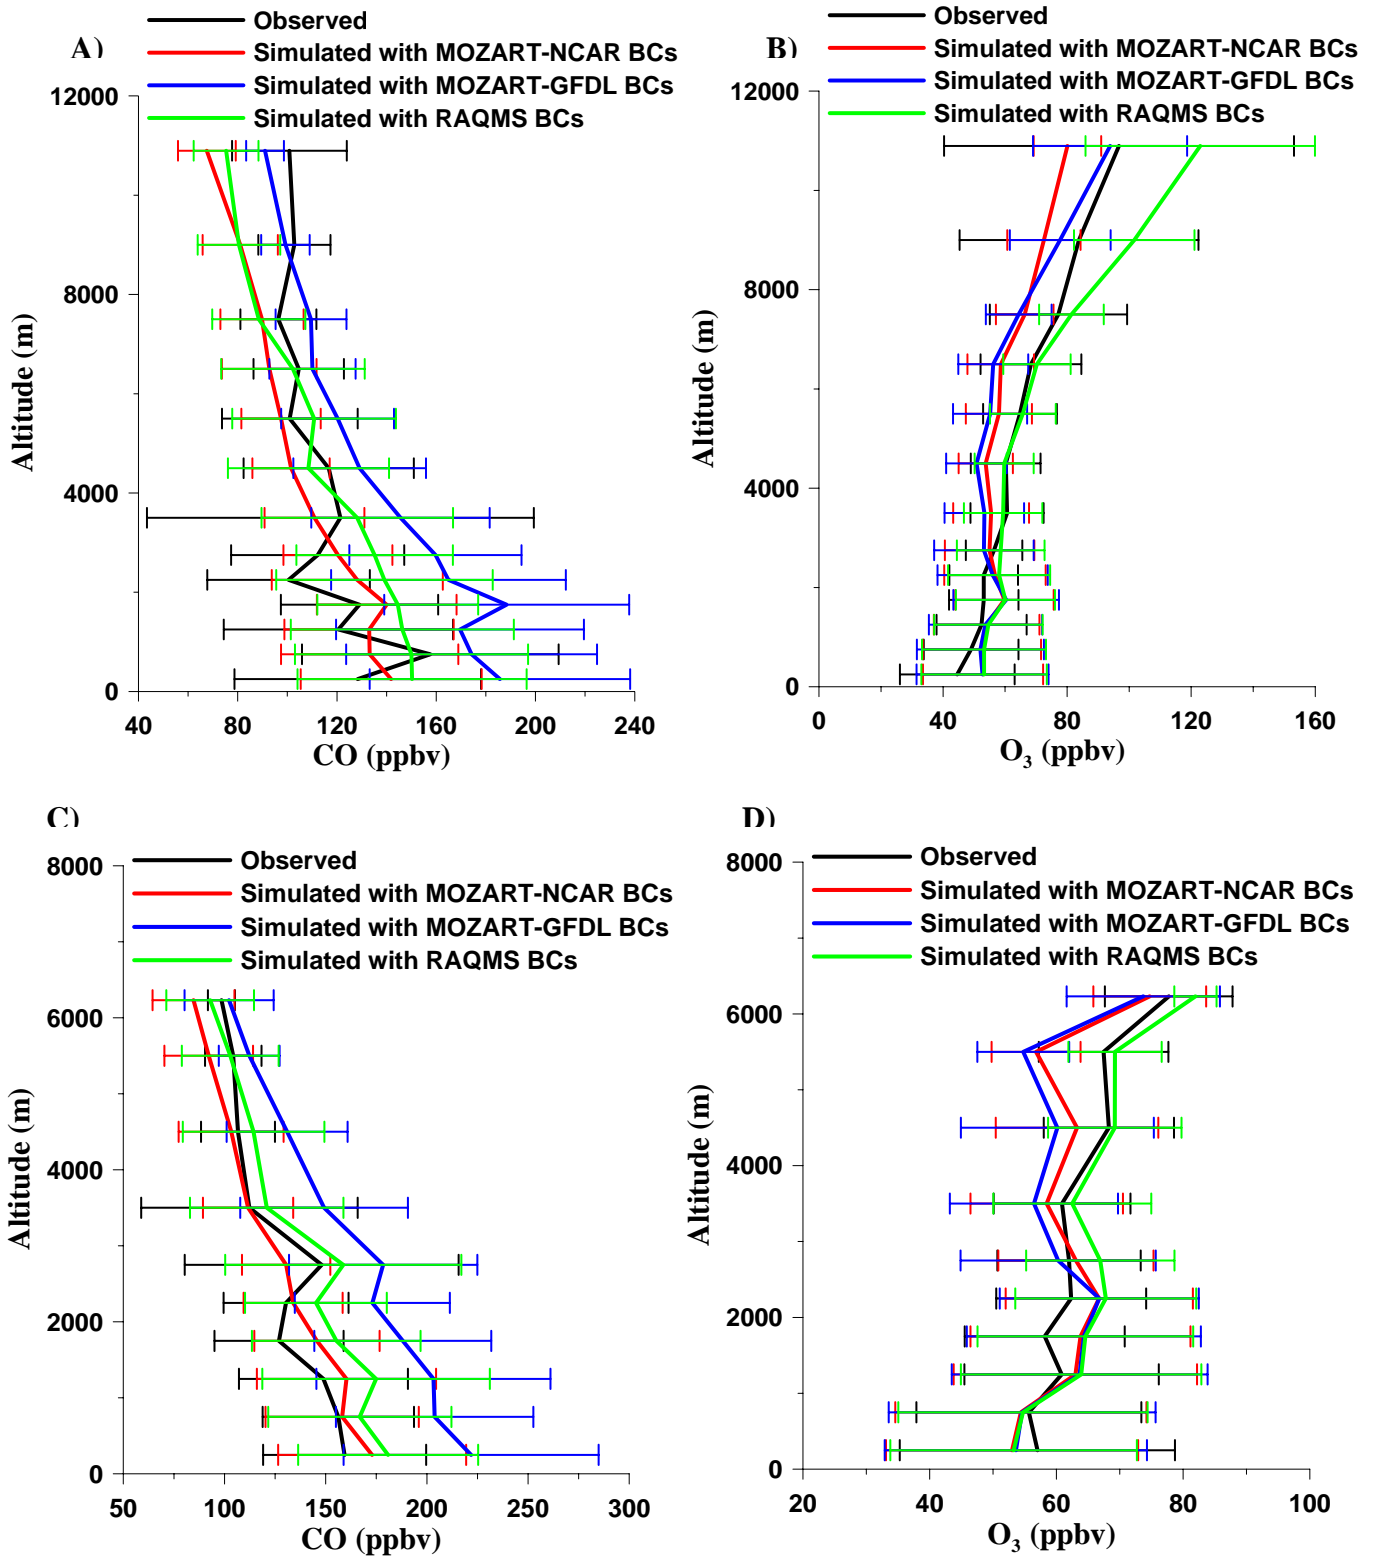 A)
Observed
Simulated with MOZART-NCAR BCs
Simulated with MOZART-GFDL BCs
Simulated with RAQMS BCs
12000
8000
4000
0
Altitude (m)
40 80 120 160 200 240
CO (ppbv)
B)
Observed
Simulated with MOZART-NCAR BCs
Simulated with MOZART-GFDL BCs
Simulated with RAQMS BCs
12000
8000
4000
0
Altitude (m)
0 40 80 120 160
O3 (ppbv)
C)
Observed
Simulated with MOZART-NCAR BCs
Simulated with MOZART-GFDL BCs
Simulated with RAQMS BCs
8000
6000
4000
2000
0
Altitude (m)
50 100 150 200 250 300
CO (ppbv)
D)
Observed
Simulated with MOZART-NCAR BCs
Simulated with MOZART-GFDL BCs
Simulated with RAQMS BCs
8000
6000
4000
2000
0
Altitude (m)
20 40 60 80 100
O3 (ppbv)